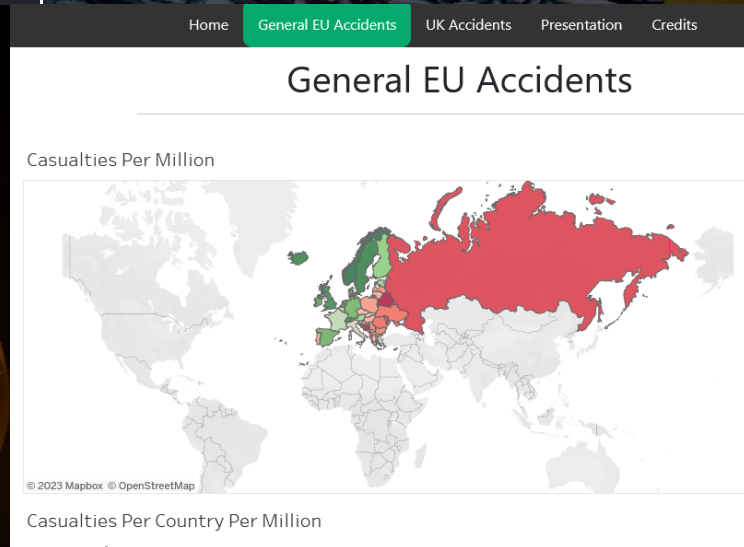 Home General EU Accidents UK Accidents Presentation Credits
General EU Accidents
Casualties Per Million
© 2023 Mapbox © OpenStreetMap
Casualties Per Country Per Million